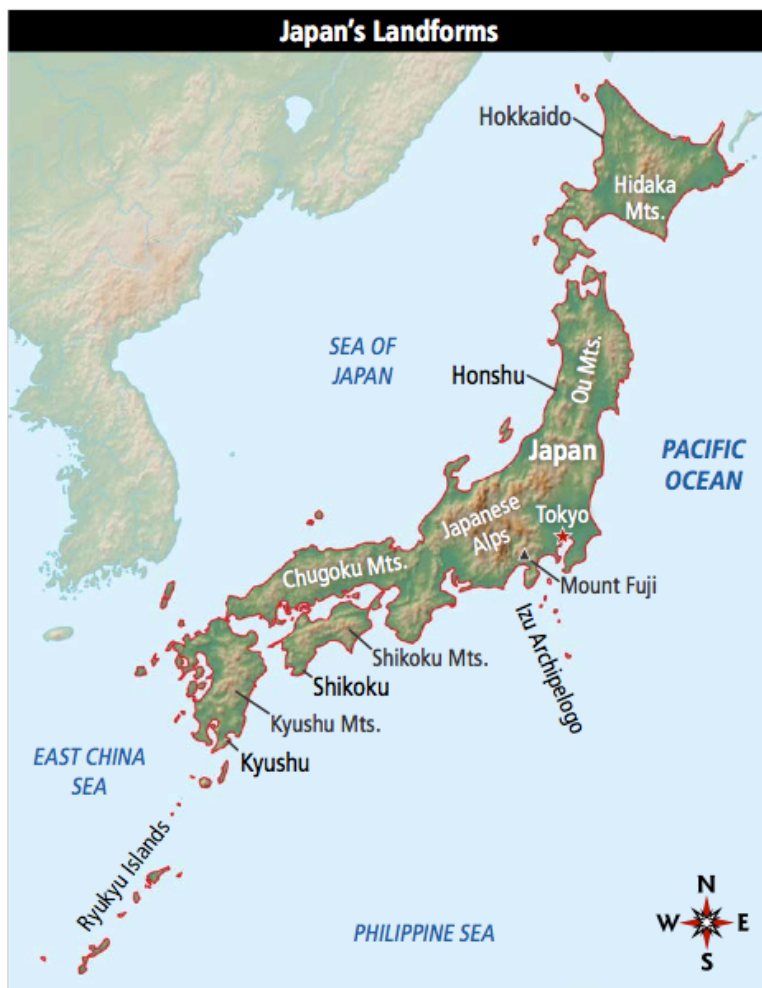 Japan's Landforms
Hokkaido
Hidaka
Mts.
SEA OF
JAPAN
Honshu
Ou Mts.
Japan
PACIFIC
OCEAN
Japanese
Alps
Tokyo
Chugoku Mts.
Mount Fuji
Izu Archipelogo
Shikoku Mts.
Shikoku
Kyushu Mts.
Kyushu
EAST CHINA
SEA
Ryukyu Islands
PHILIPPINE SEA
N
W
E
S